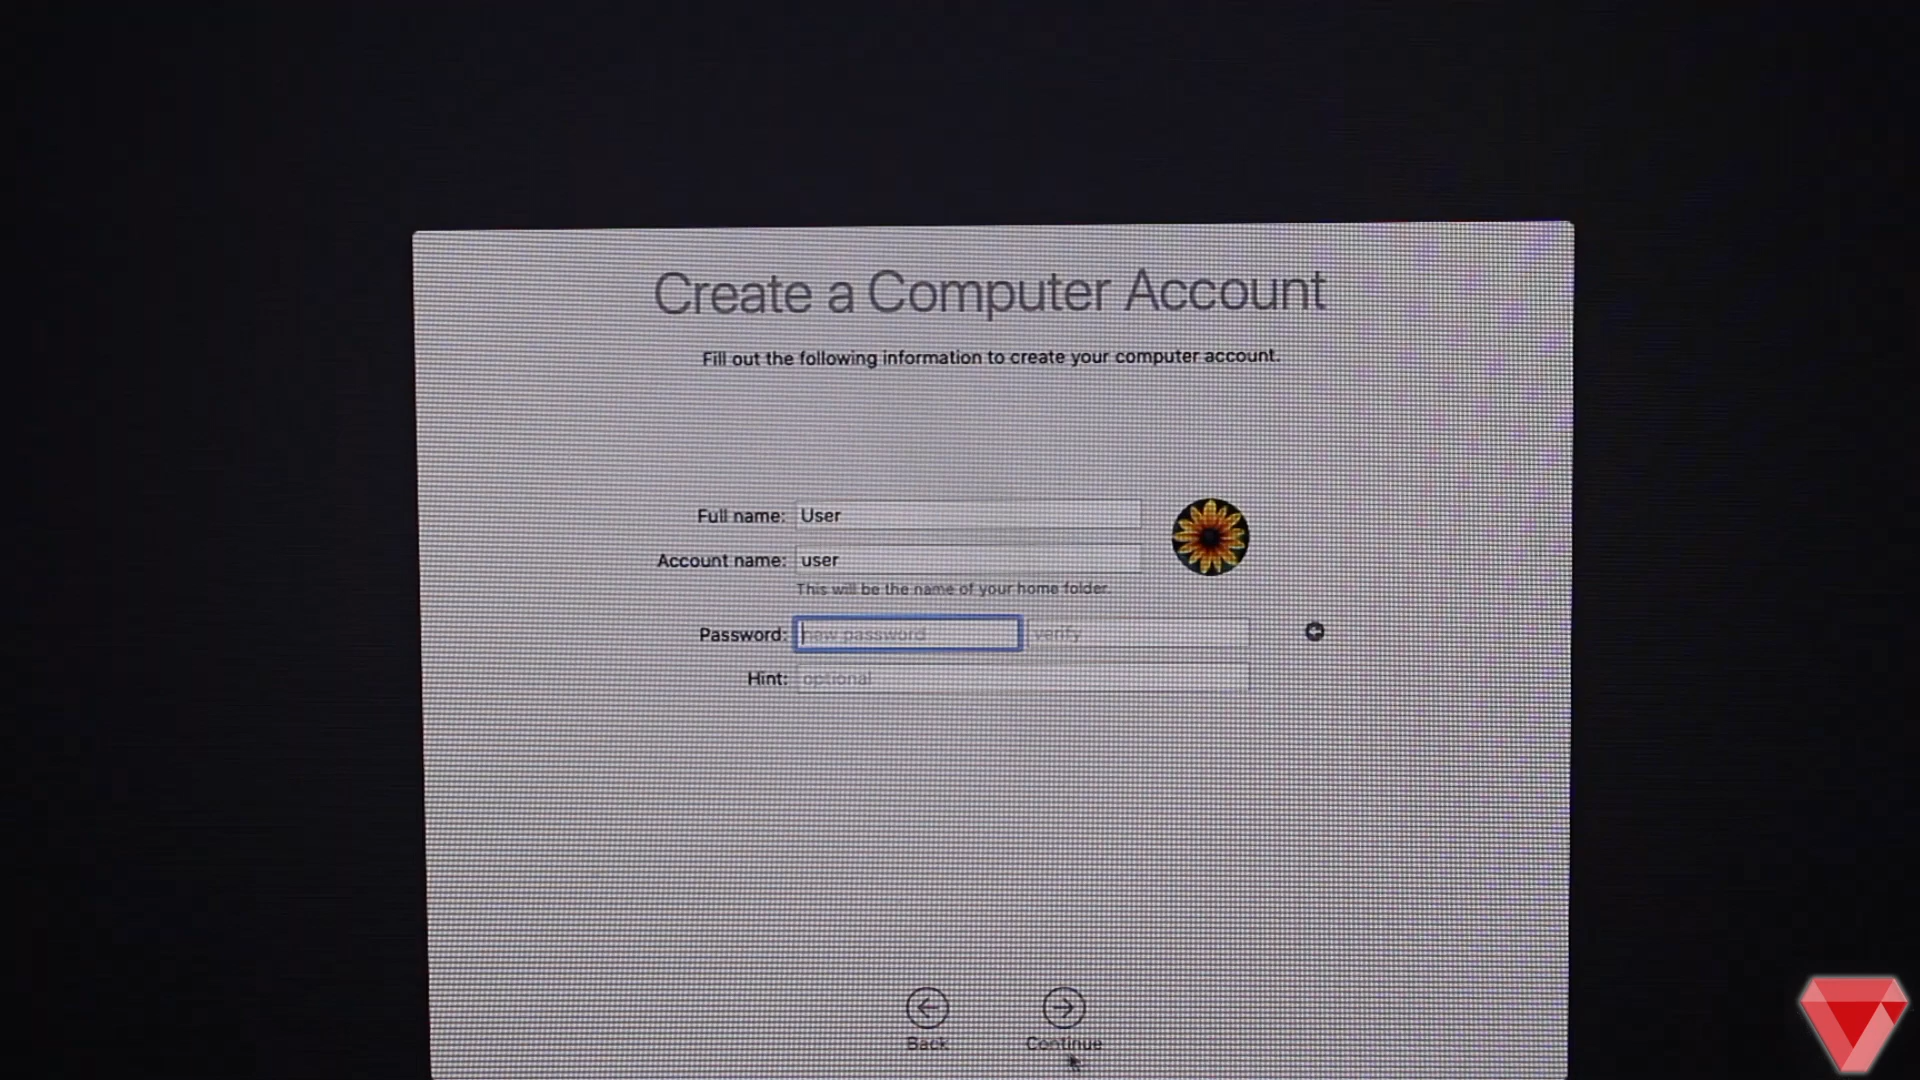 Create a Computer Account
Fill out the following information to create your computer account.
Full name: User
Account name: user
This will be the name of your home folder.
Password: new password verify
Hint: optional
Back Continue